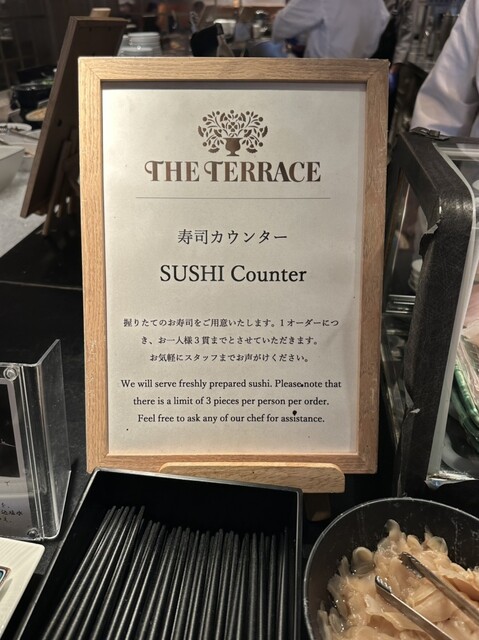 THE TERRACE
寿司カウンター
SUSHI Counter
握りたてのお寿司をご用意いたします。1オーダーにつ
き、お一人様3貫までとさせていただきます。
お気軽にスタッフまでお声がけください。
We will serve freshly prepared sushi. Please note that
there is a limit of 3 pieces per person per order.
Feel free to ask any of our chef for assistance.